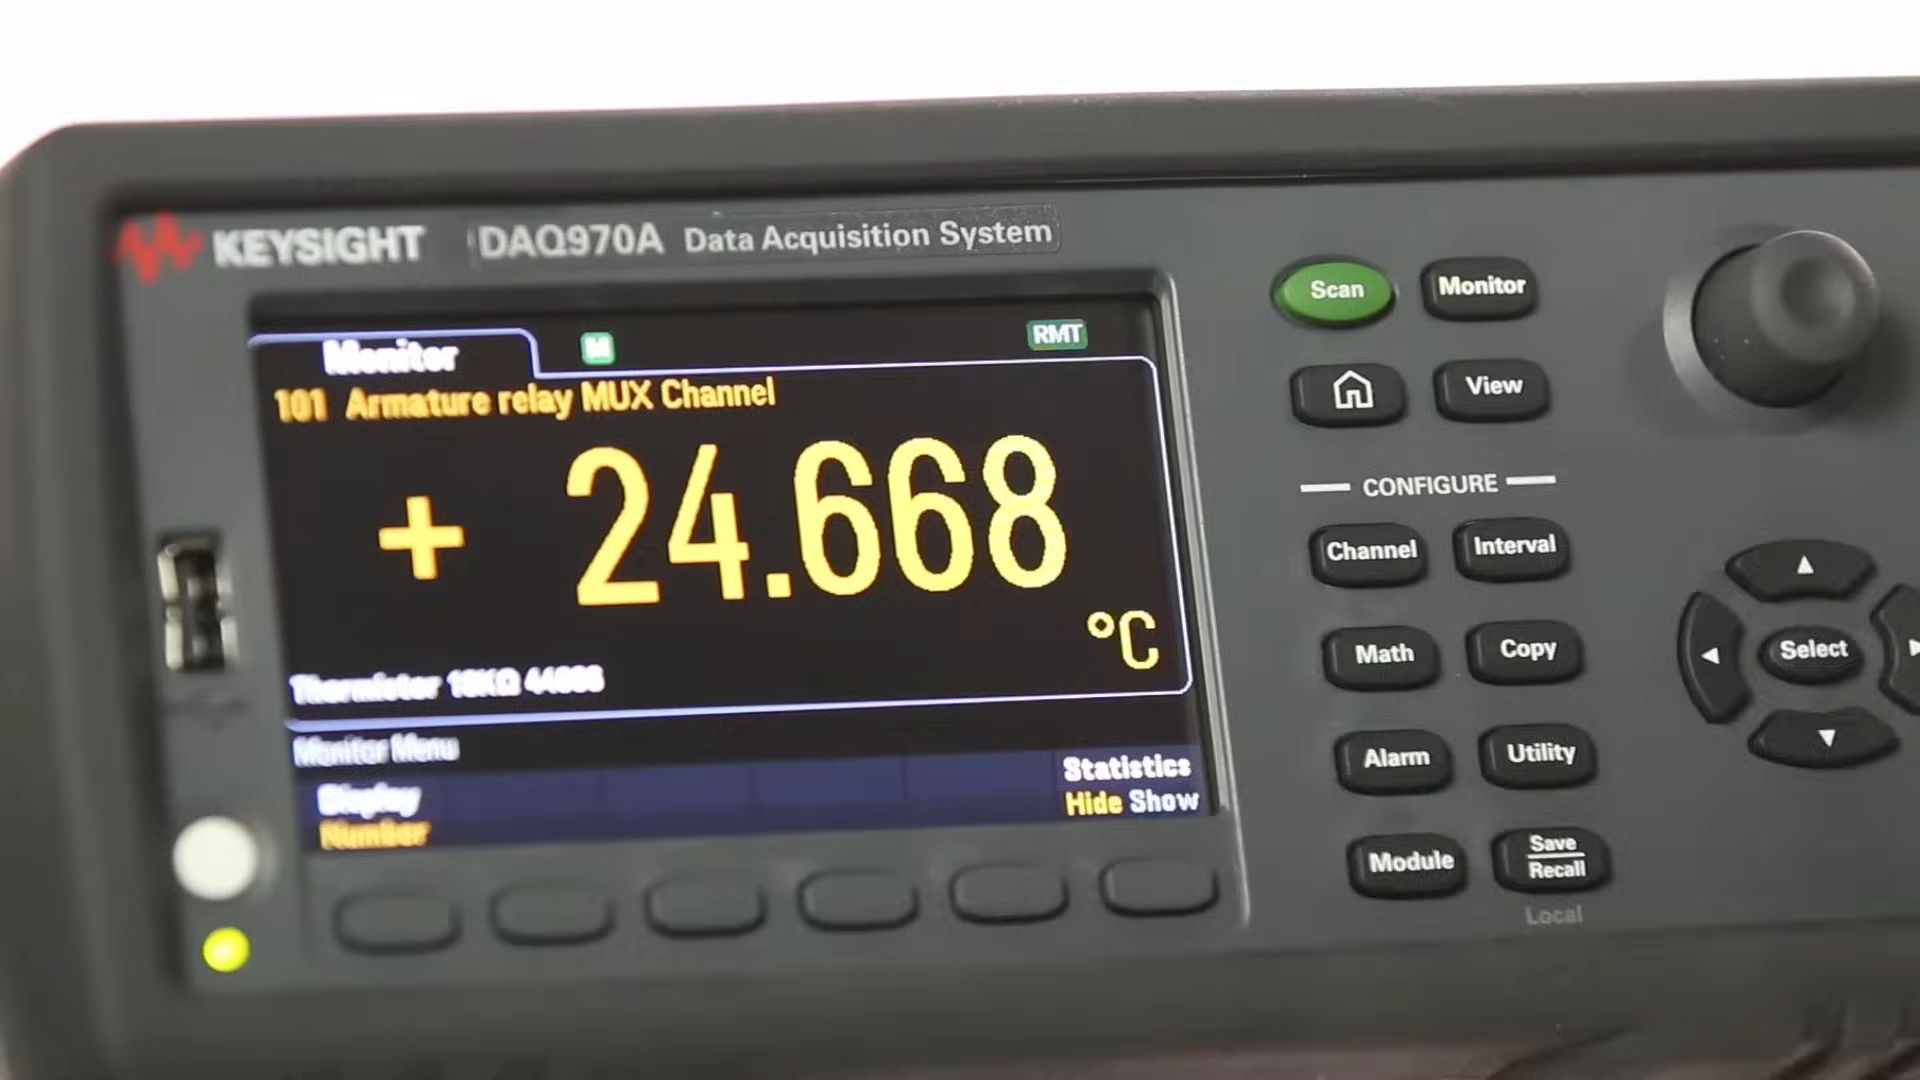 KEYSIGHT DAQ970A Data Acquisition System
Monitor M RMT
101 Armature relay MUX Channel
+ 24.668
°C
Thermistor 10KΩ 44006
Monitor Menu
Display
Number
Statistics
Hide Show
Scan Monitor
View
CONFIGURE
Channel Interval
Math Copy
Alarm Utility
Module Save
Recall
Local
Select